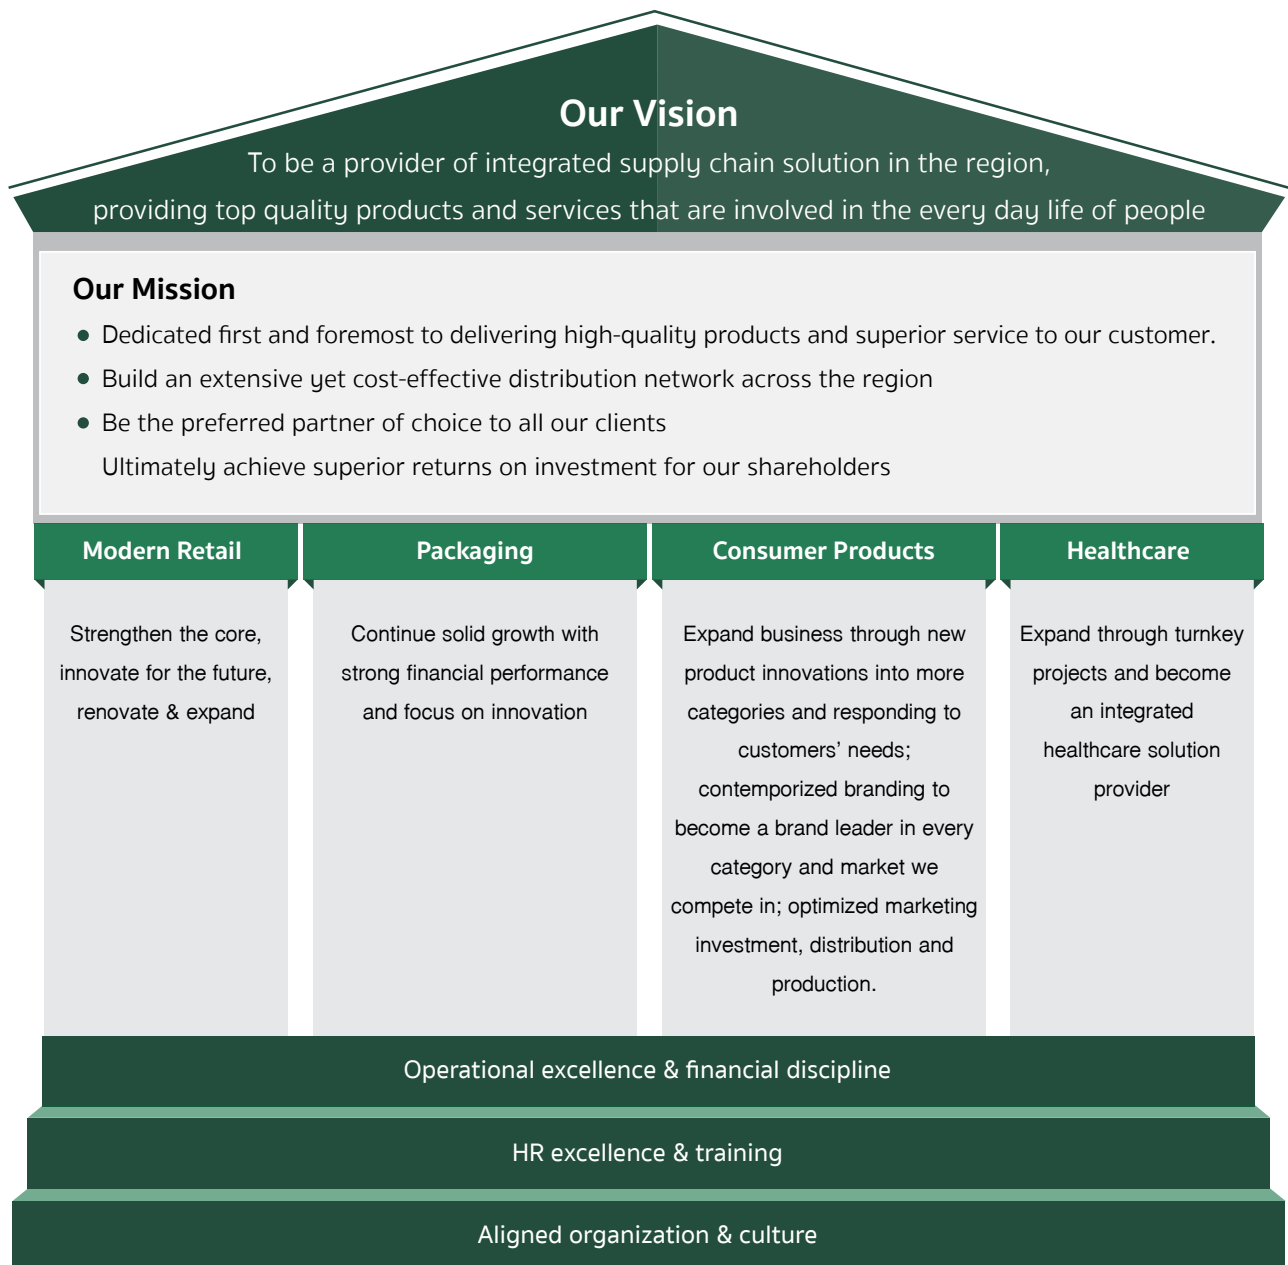 Our Vision
To be a provider of integrated supply chain solution in the region,
providing top quality products and services that are involved in the every day life of people
Our Mission
● Dedicated first and foremost to delivering high-quality products and superior service to our customer.
● Build an extensive yet cost-effective distribution network across the region
● Be the preferred partner of choice to all our clients
Ultimately achieve superior returns on investment for our shareholders
Modern Retail
Strengthen the core,
innovate for the future,
renovate & expand
Packaging
Continue solid growth with
strong financial performance
and focus on innovation
Consumer Products
Expand business through new
product innovations into more
categories and responding to
customers’ needs;
contemporized branding to
become a brand leader in every
category and market we
compete in; optimized marketing
investment, distribution and
production.
Healthcare
Expand through turnkey
projects and become
an integrated
healthcare solution
provider
Operational excellence & financial discipline
HR excellence & training
Aligned organization & culture